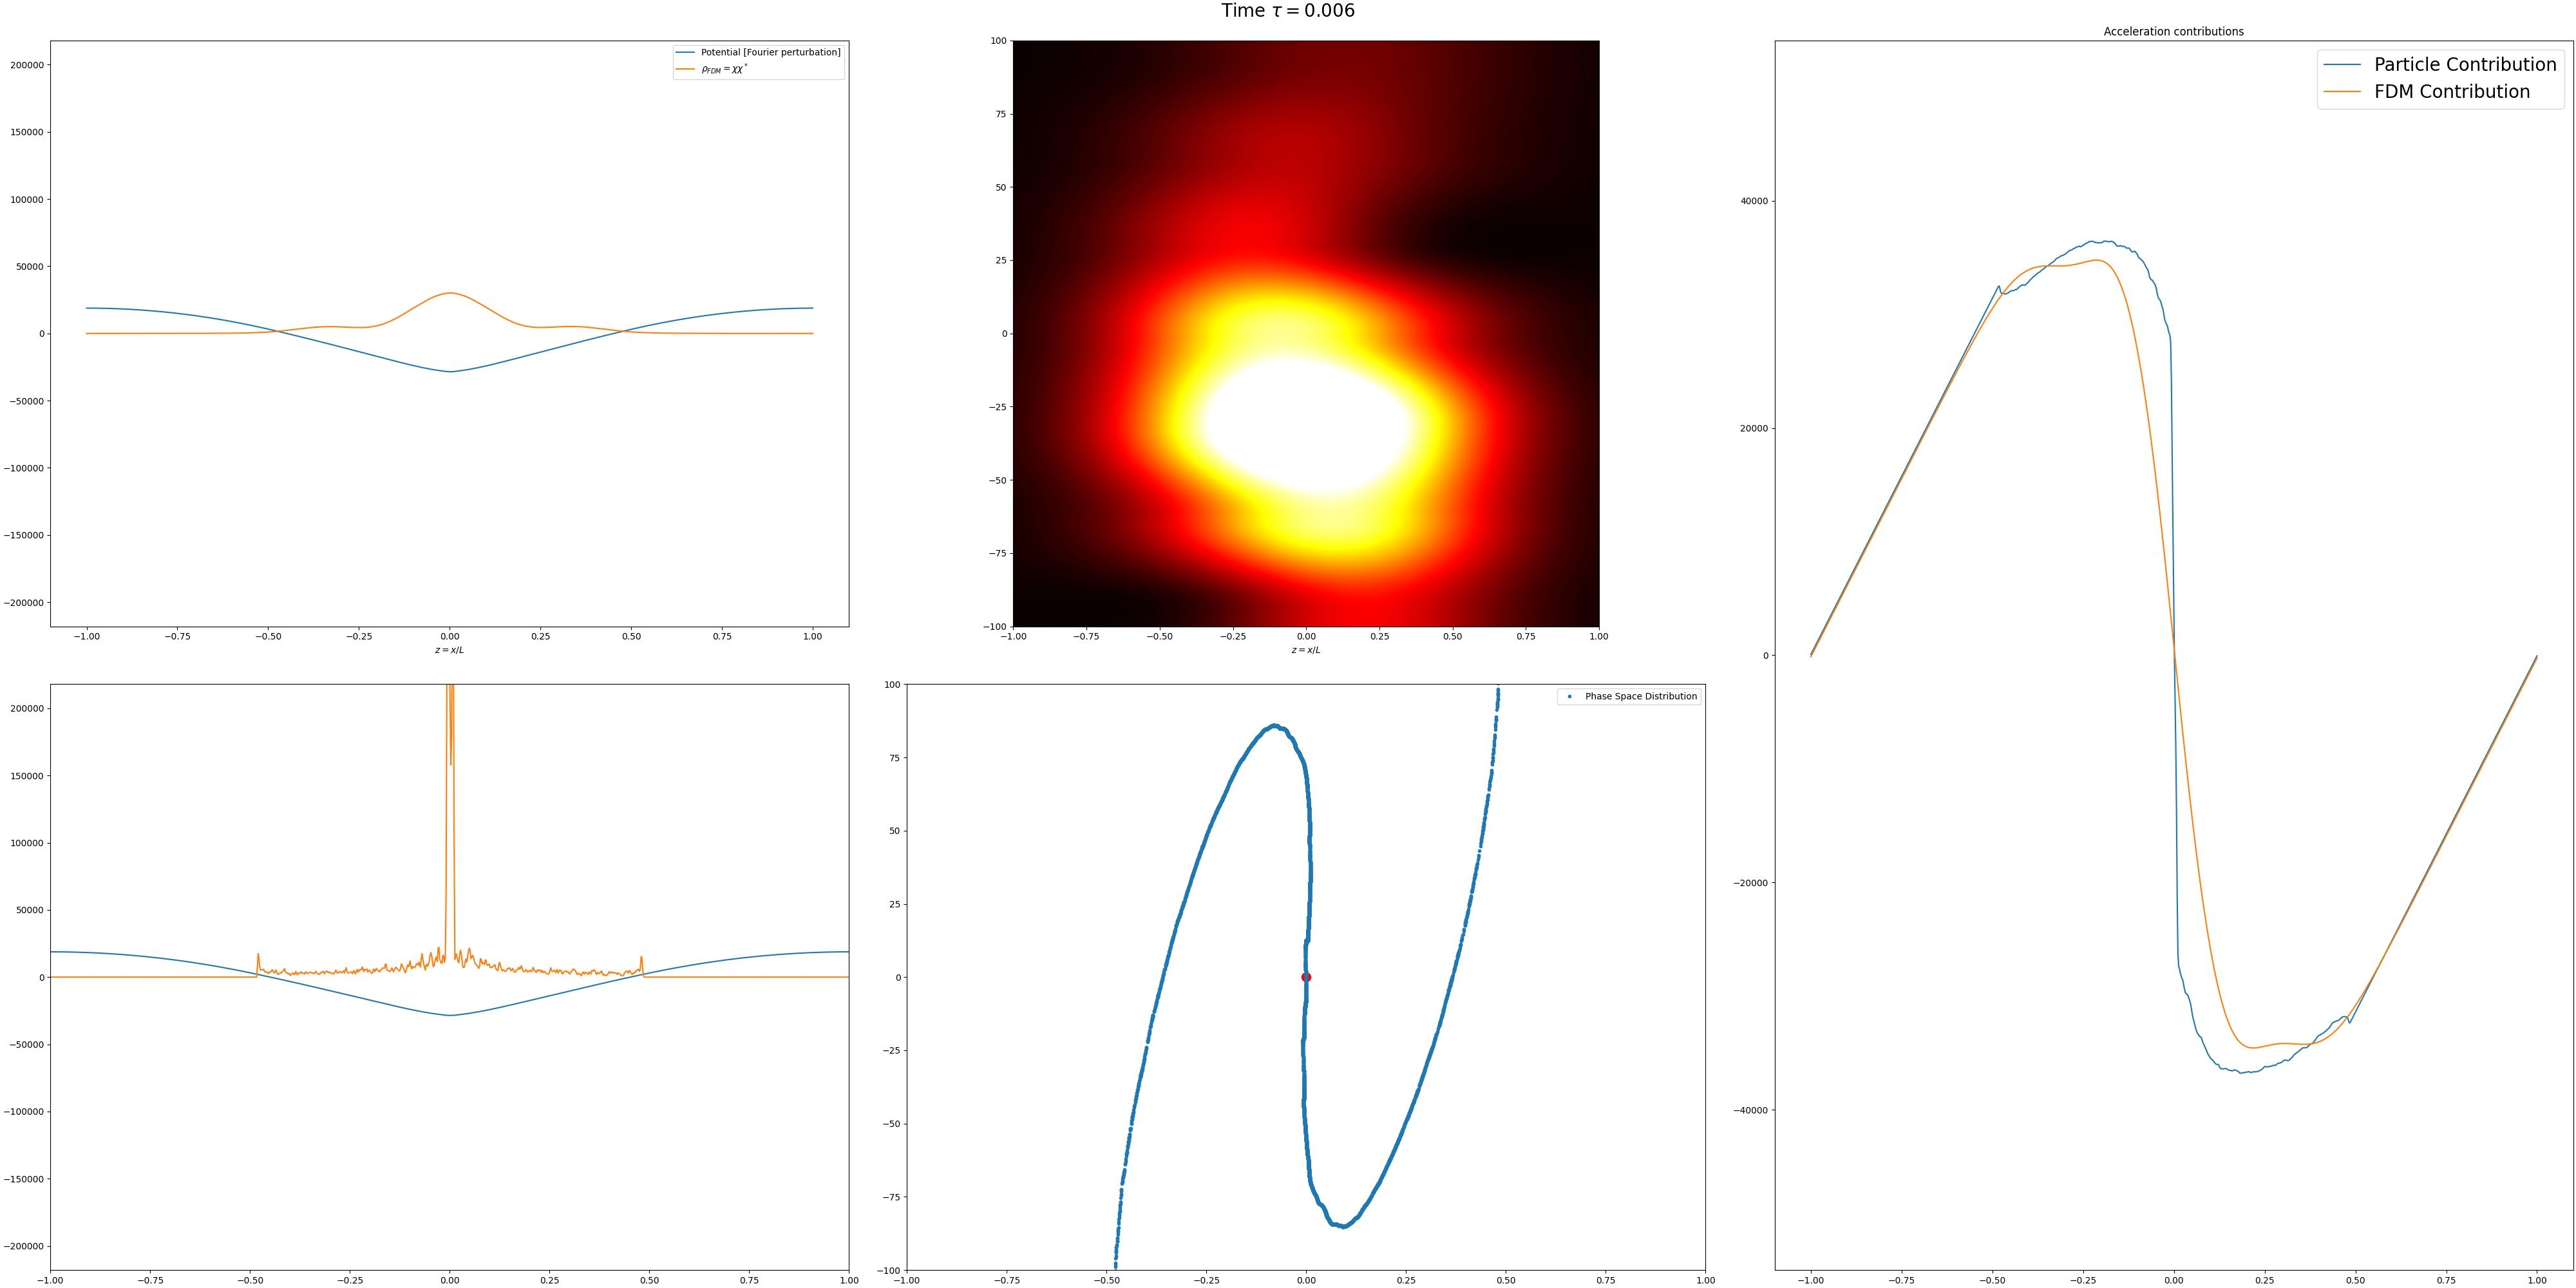 Time τ = 0.006
200000
150000
100000
50000
0
−50000
−100000
−150000
−200000
Potential [Fourier perturbation]
ρFDM = χχ*
−1.00 −0.75 −0.50 −0.25 0.00 0.25 0.50 0.75 1.00
z = x/L
100
75
50
25
0
−25
−50
−75
−100
−1.00 −0.75 −0.50 −0.25 0.00 0.25 0.50 0.75 1.00
z = x/L
Acceleration contributions
Particle Contribution
FDM Contribution
40000
20000
0
−20000
−40000
−1.00 −0.75 −0.50 −0.25 0.00 0.25 0.50 0.75 1.00
200000
150000
100000
50000
0
−50000
−100000
−150000
−200000
−1.00 −0.75 −0.50 −0.25 0.00 0.25 0.50 0.75 1.00
Phase Space Distribution
100
75
50
25
0
−25
−50
−75
−100
−1.00 −0.75 −0.50 −0.25 0.00 0.25 0.50 0.75 1.00